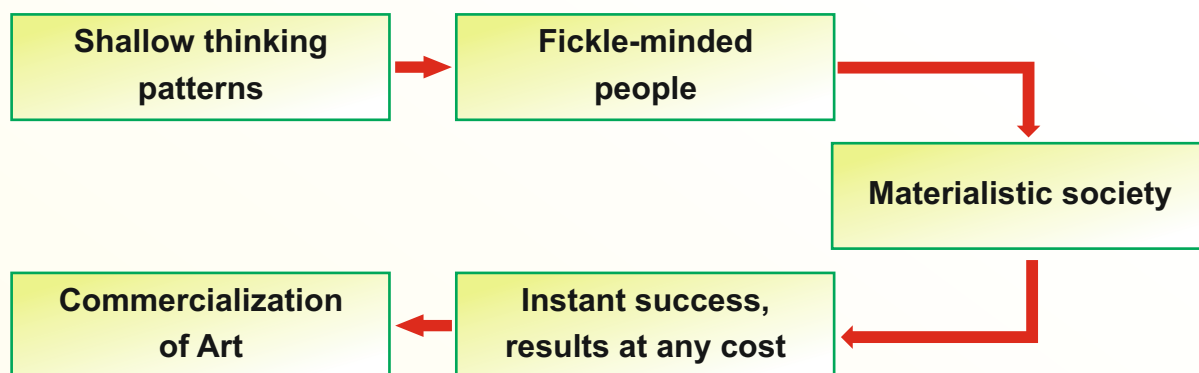 Shallow thinking
patterns
Fickle-minded
people
Materialistic society
Instant success,
results at any cost
Commercialization
of Art